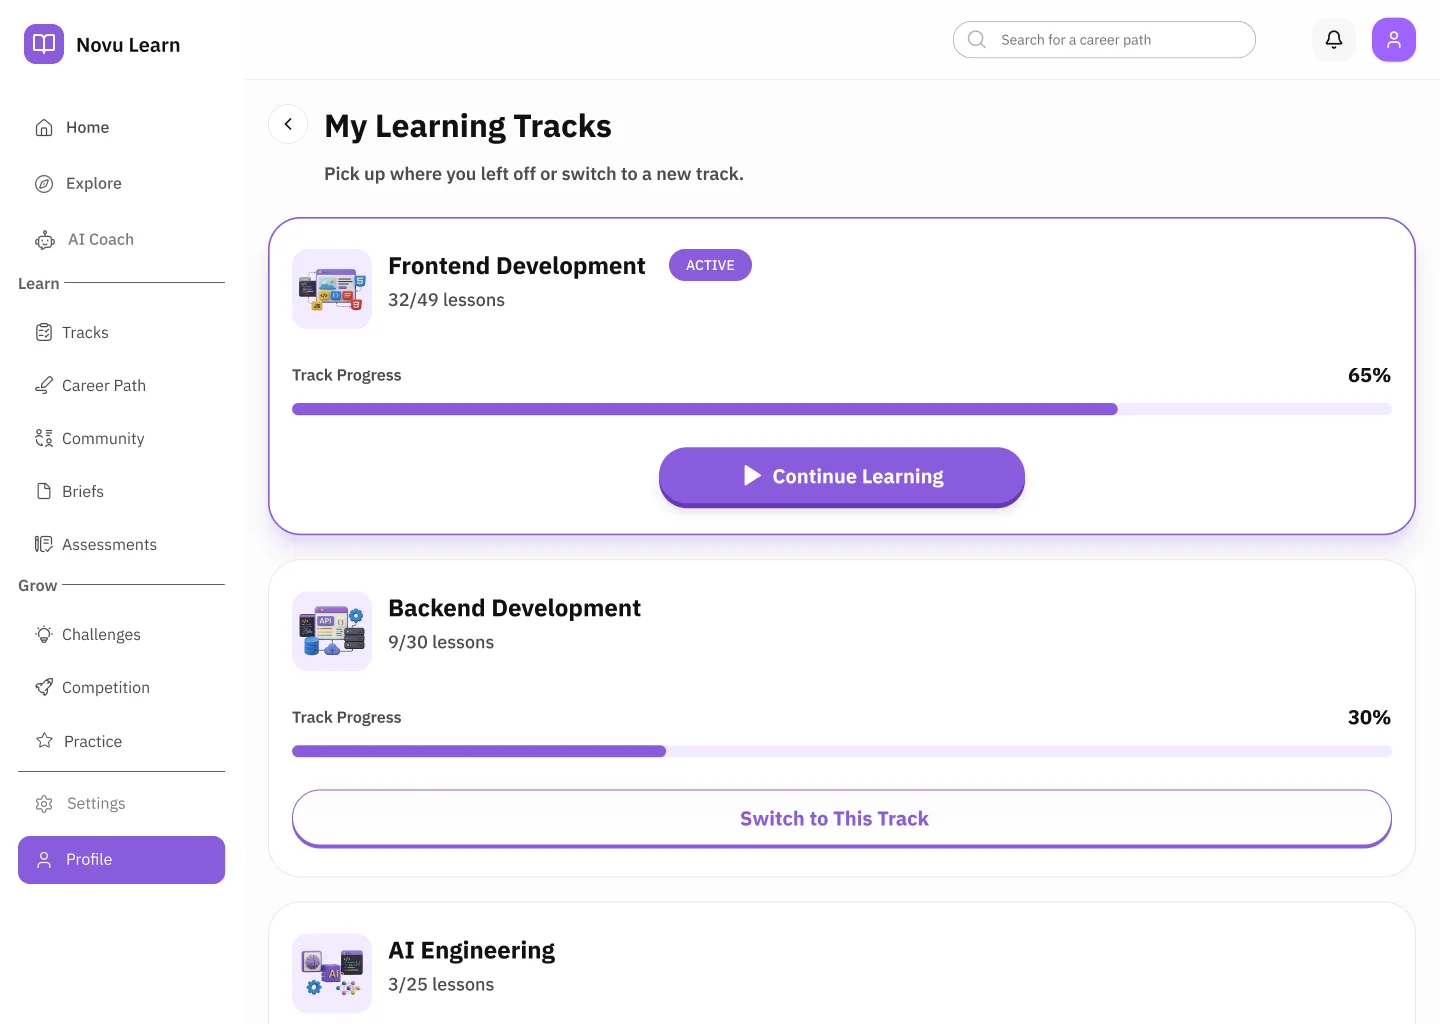 Novu Learn
Search for a career path
Home
Explore
AI Coach
Learn
Tracks
Career Path
Community
Briefs
Assessments
Grow
Challenges
Competition
Practice
Settings
Profile
My Learning Tracks
Pick up where you left off or switch to a new track.
Frontend Development ACTIVE
32/49 lessons
Track Progress 65%
Continue Learning
API
Backend Development
9/30 lessons
Track Progress 30%
Switch to This Track
AI
AI Engineering
3/25 lessons